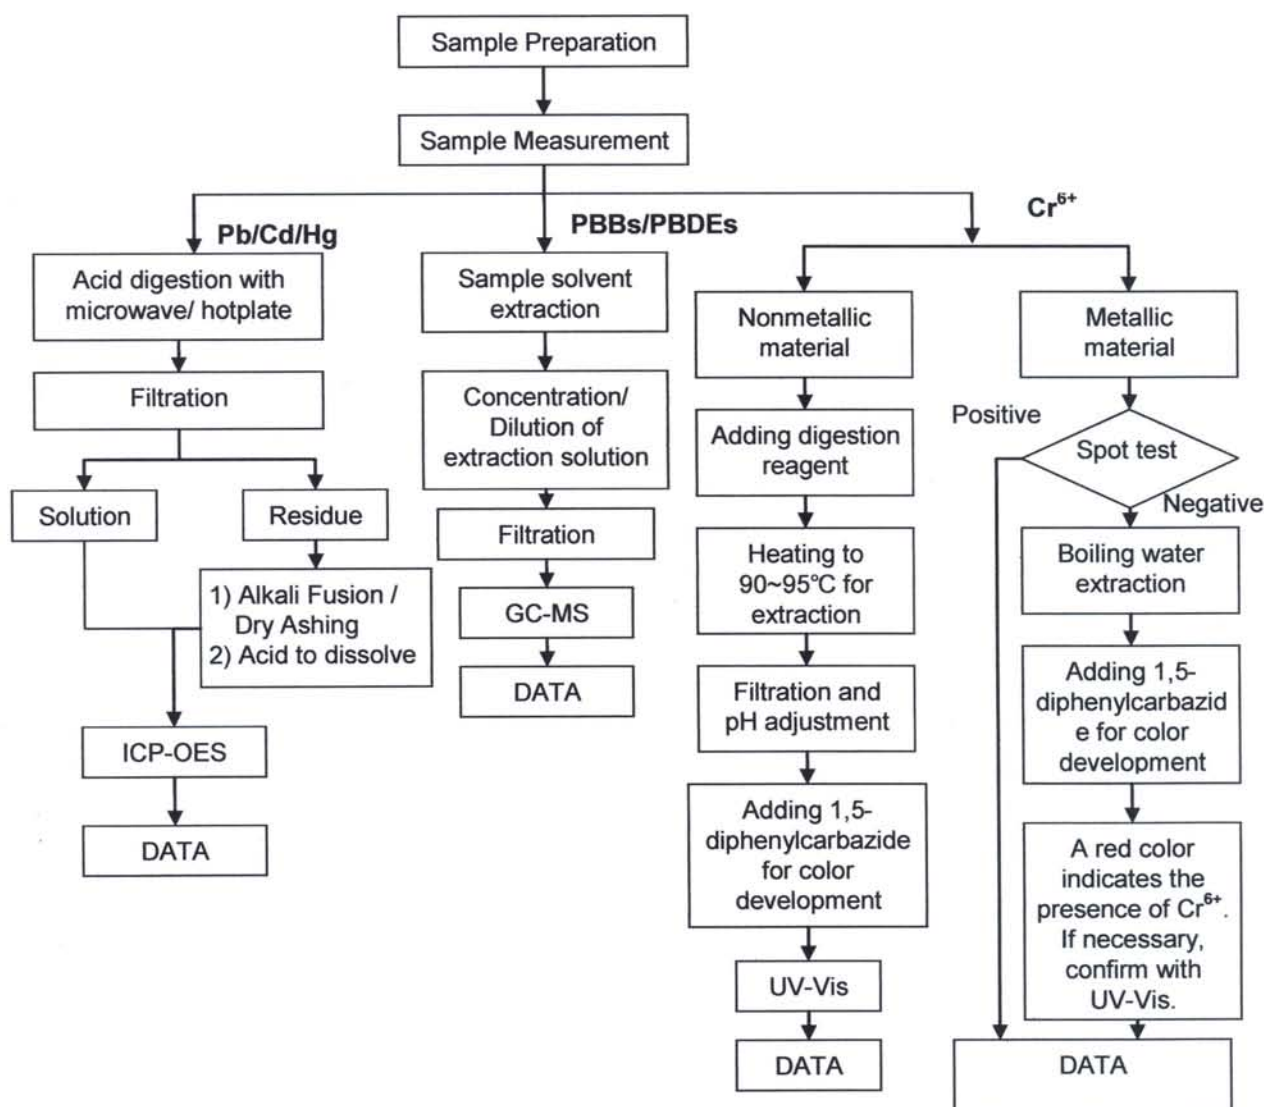 Sample Preparation
Sample Measurement
Pb/Cd/Hg
PBBs/PBDEs
Cr⁶⁺
Acid digestion with
microwave/ hotplate
Filtration
Solution
Residue
1) Alkali Fusion /
Dry Ashing
2) Acid to dissolve
ICP-OES
DATA
Sample solvent
extraction
Concentration/
Dilution of
extraction solution
Filtration
GC-MS
DATA
Nonmetallic
material
Adding digestion
reagent
Heating to
90~95℃ for
extraction
Filtration and
pH adjustment
Adding 1,5-
diphenylcarbazide
for color
development
UV-Vis
DATA
Metallic
material
Positive
Spot test
Negative
Boiling water
extraction
Adding 1,5-
diphenylcarbazid
e for color
development
A red color
indicates the
presence of Cr⁶⁺.
If necessary,
confirm with
UV-Vis.
DATA